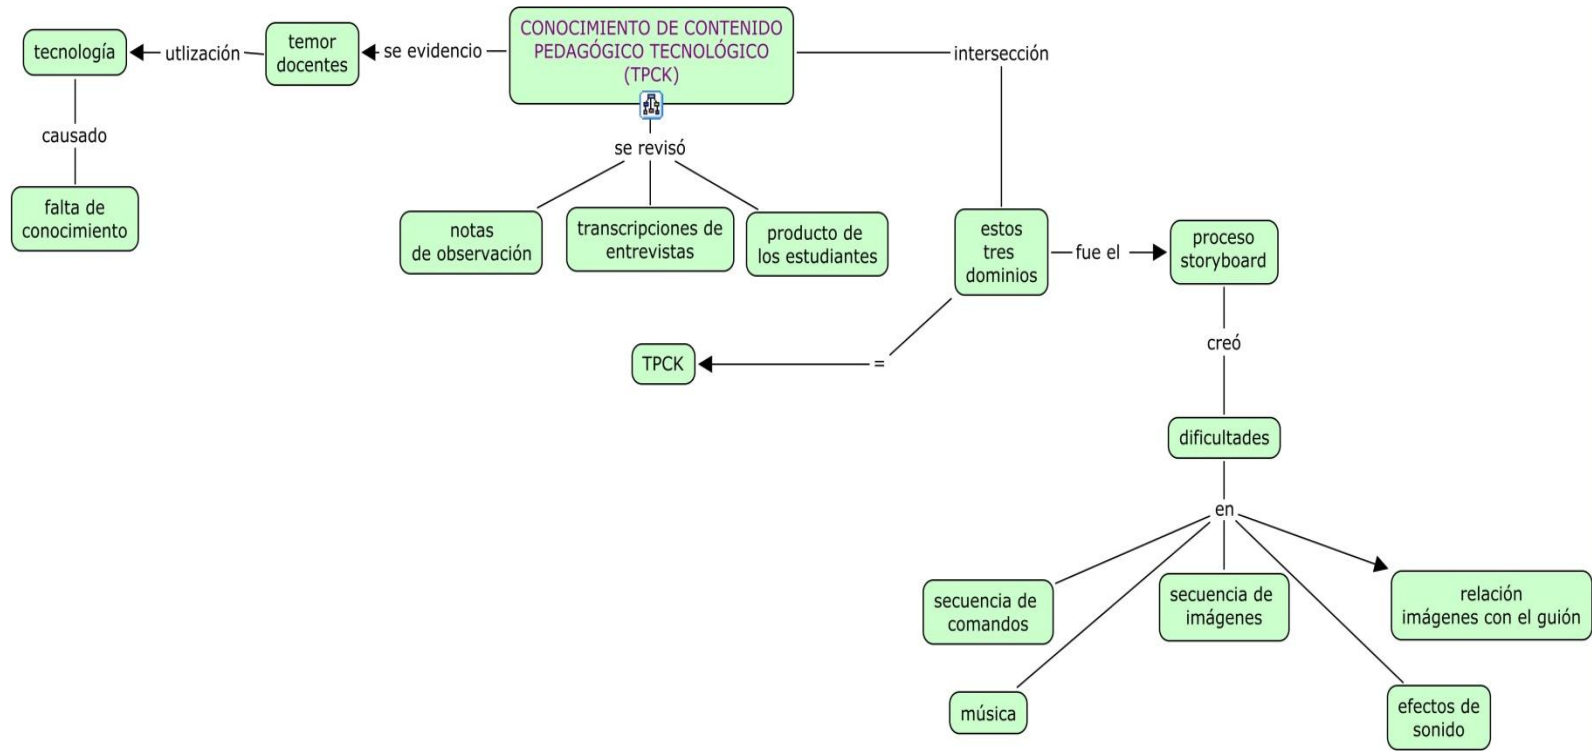 CONOCIMIENTO DE CONTENIDO
PEDAGÓGICO TECNOLÓGICO
(TPCK)
se evidencio
temor
docentes
utlización
tecnología
causado
falta de
conocimiento
se revisó
notas
de observación
transcripciones de
entrevistas
producto de
los estudiantes
intersección
estos
tres
dominios
=
TPCK
fue el
proceso
storyboard
creó
dificultades
en
secuencia de
comandos
música
secuencia de
imágenes
efectos de
sonido
relación
imágenes con el guión